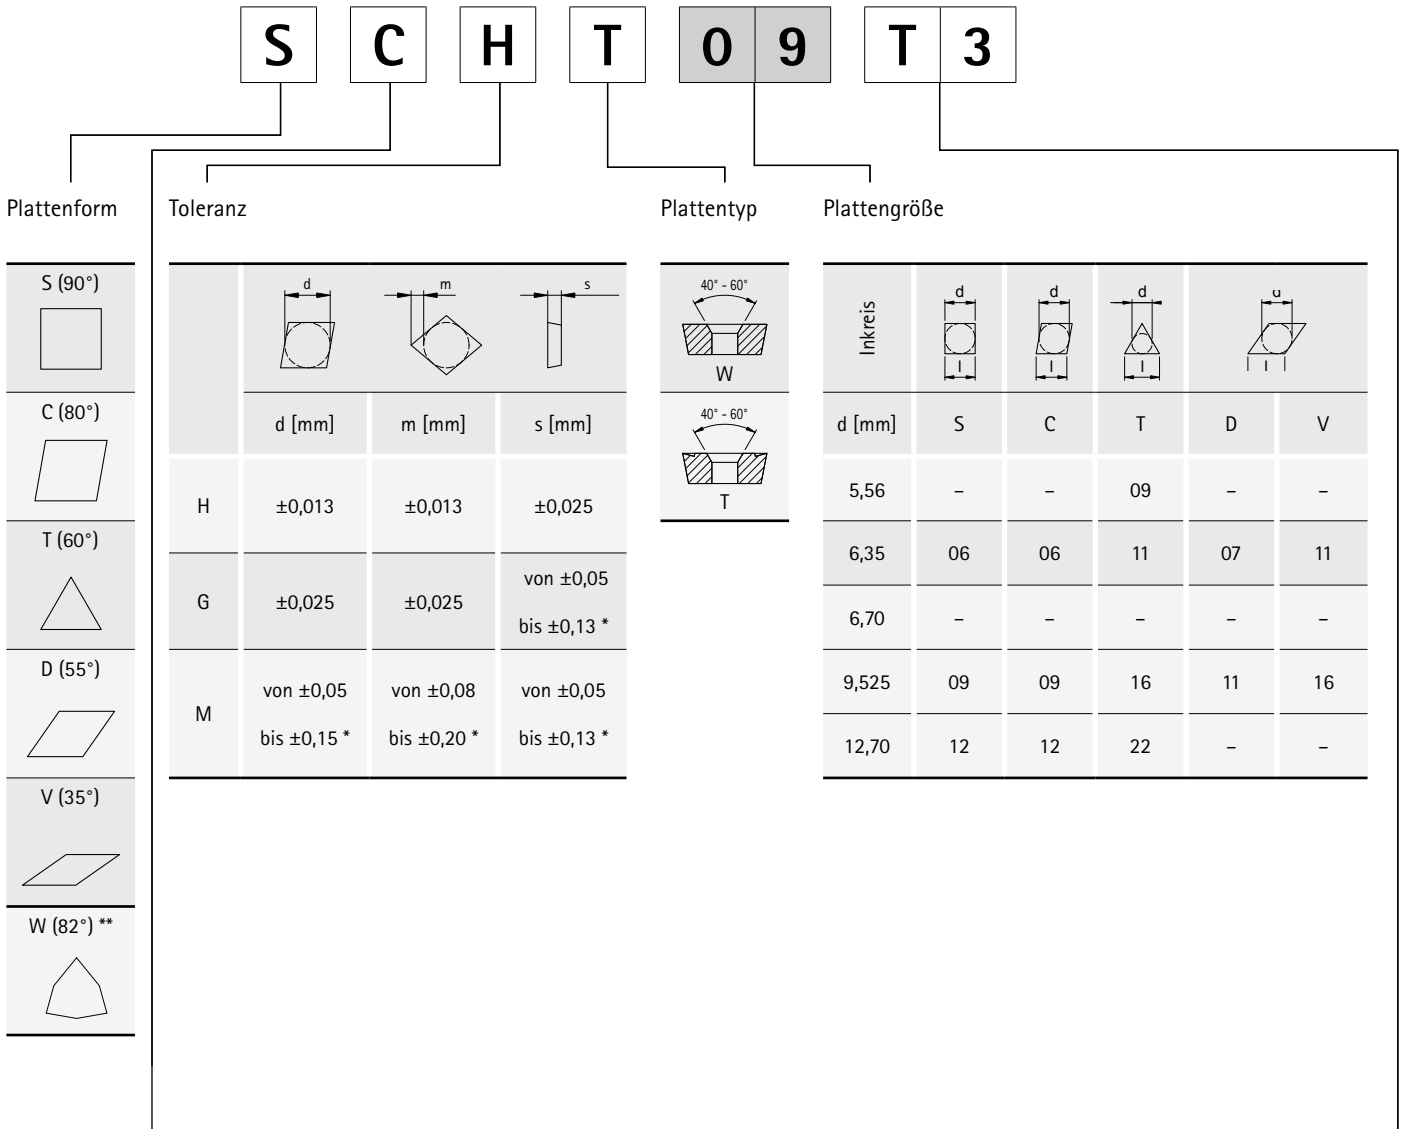 S C H T 0 9 T 3
Plattenform
Toleranz
Plattentyp
Plattengröße
S (90°)
C (80°)
T (60°)
D (55°)
V (35°)
W (82°) **
d m s
d [mm] m [mm] s [mm]
H ±0,013 ±0,013 ±0,025
G ±0,025 ±0,025 von ±0,05
bis ±0,13 *
M von ±0,05 von ±0,08 von ±0,05
bis ±0,15 * bis ±0,20 * bis ±0,13 *
40° - 60°
W
40° - 60°
T
Inkreis
d d d d
l l l l
d [mm] S C T D V
5,56 – – 09 – –
6,35 06 06 11 07 11
6,70 – – – – –
9,525 09 09 16 11 16
12,70 12 12 22 – –